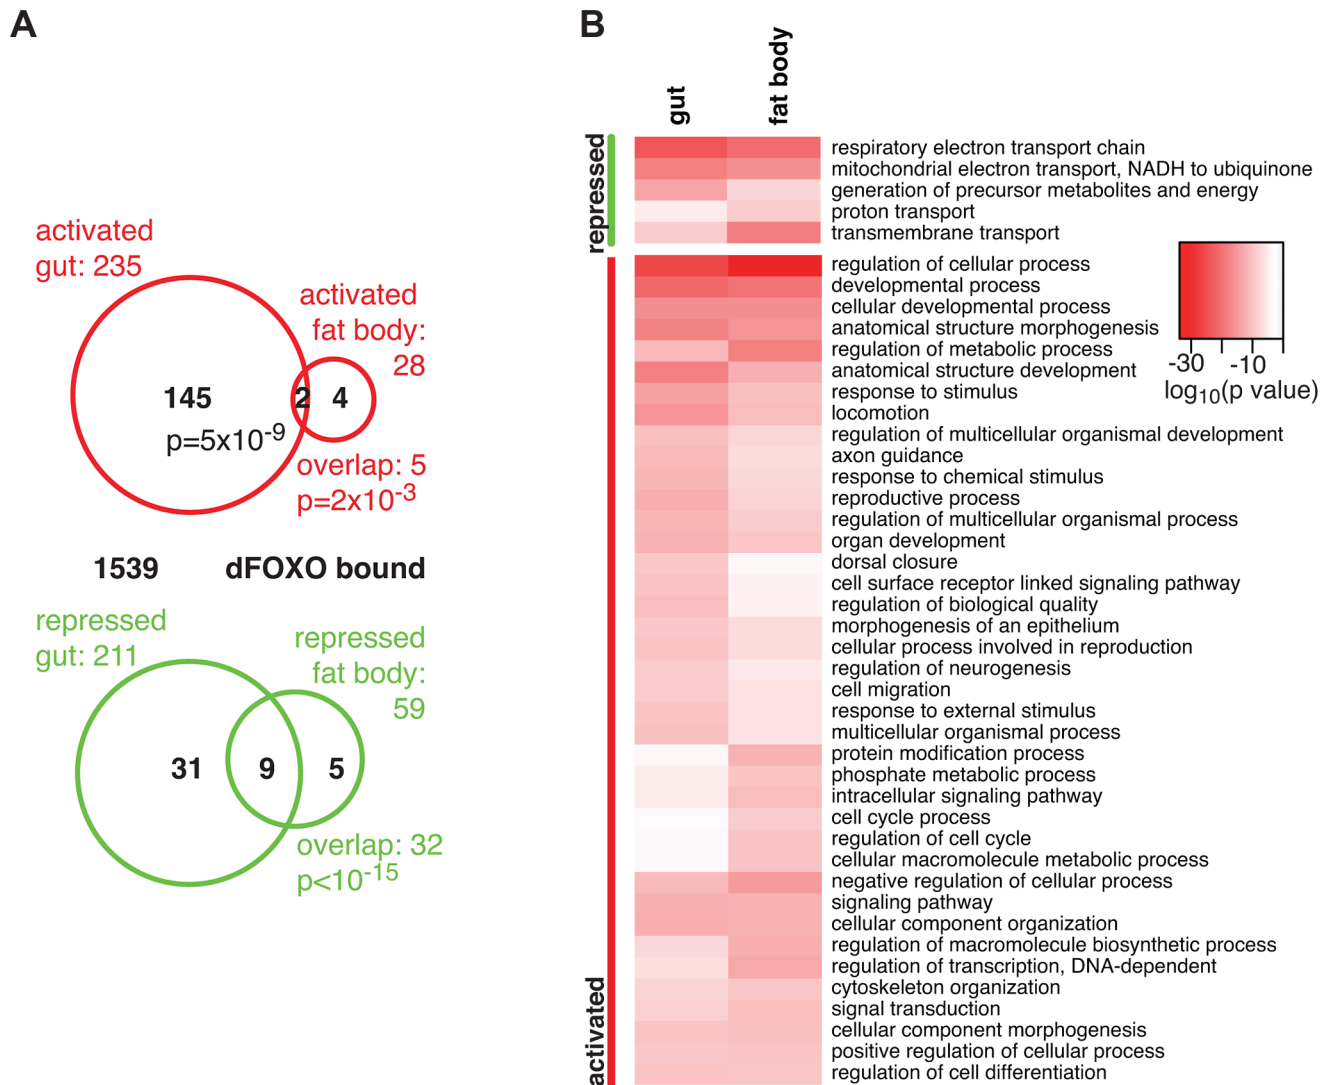 A
activated
gut: 235
activated
fat body:
28
145
2
4
p=5x10-9
overlap: 5
p=2x10-3
1539
dFOXO bound
repressed
gut: 211
repressed
fat body:
59
31
9
5
overlap: 32
p<10-15
B
gut
fat body
repressed
respiratory electron transport chain
mitochondrial electron transport, NADH to ubiquinone
generation of precursor metabolites and energy
proton transport
transmembrane transport
activated
regulation of cellular process
developmental process
cellular developmental process
anatomical structure morphogenesis
regulation of metabolic process
anatomical structure development
response to stimulus
locomotion
regulation of multicellular organismal development
axon guidance
response to chemical stimulus
reproductive process
regulation of multicellular organismal process
organ development
dorsal closure
cell surface receptor linked signaling pathway
regulation of biological quality
morphogenesis of an epithelium
cellular process involved in reproduction
regulation of neurogenesis
cell migration
response to external stimulus
multicellular organismal process
protein modification process
phosphate metabolic process
intracellular signaling pathway
cell cycle process
regulation of cell cycle
cellular macromolecule metabolic process
negative regulation of cellular process
signaling pathway
cellular component organization
regulation of macromolecule biosynthetic process
regulation of transcription, DNA-dependent
cytoskeleton organization
signal transduction
cellular component morphogenesis
positive regulation of cellular process
regulation of cell differentiation
-30 -10
log10(p value)